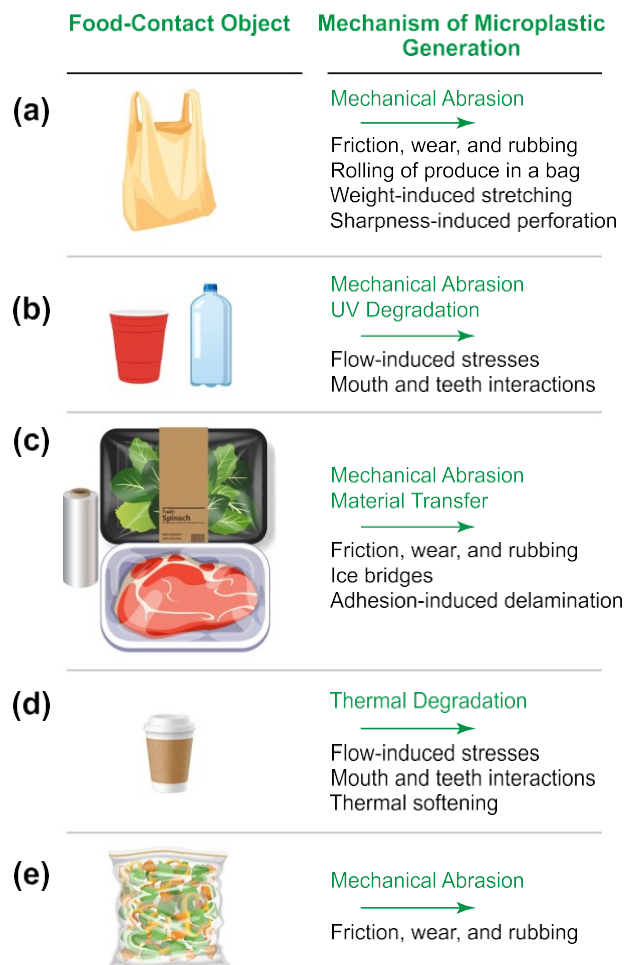 Food-Contact Object
Mechanism of Microplastic
Generation
(a)
Mechanical Abrasion
Friction, wear, and rubbing
Rolling of produce in a bag
Weight-induced stretching
Sharpness-induced perforation
(b)
Mechanical Abrasion
UV Degradation
Flow-induced stresses
Mouth and teeth interactions
(c)
Fresh
Spinach
Mechanical Abrasion
Material Transfer
Friction, wear, and rubbing
Ice bridges
Adhesion-induced delamination
(d)
Thermal Degradation
Flow-induced stresses
Mouth and teeth interactions
Thermal softening
(e)
Mechanical Abrasion
Friction, wear, and rubbing